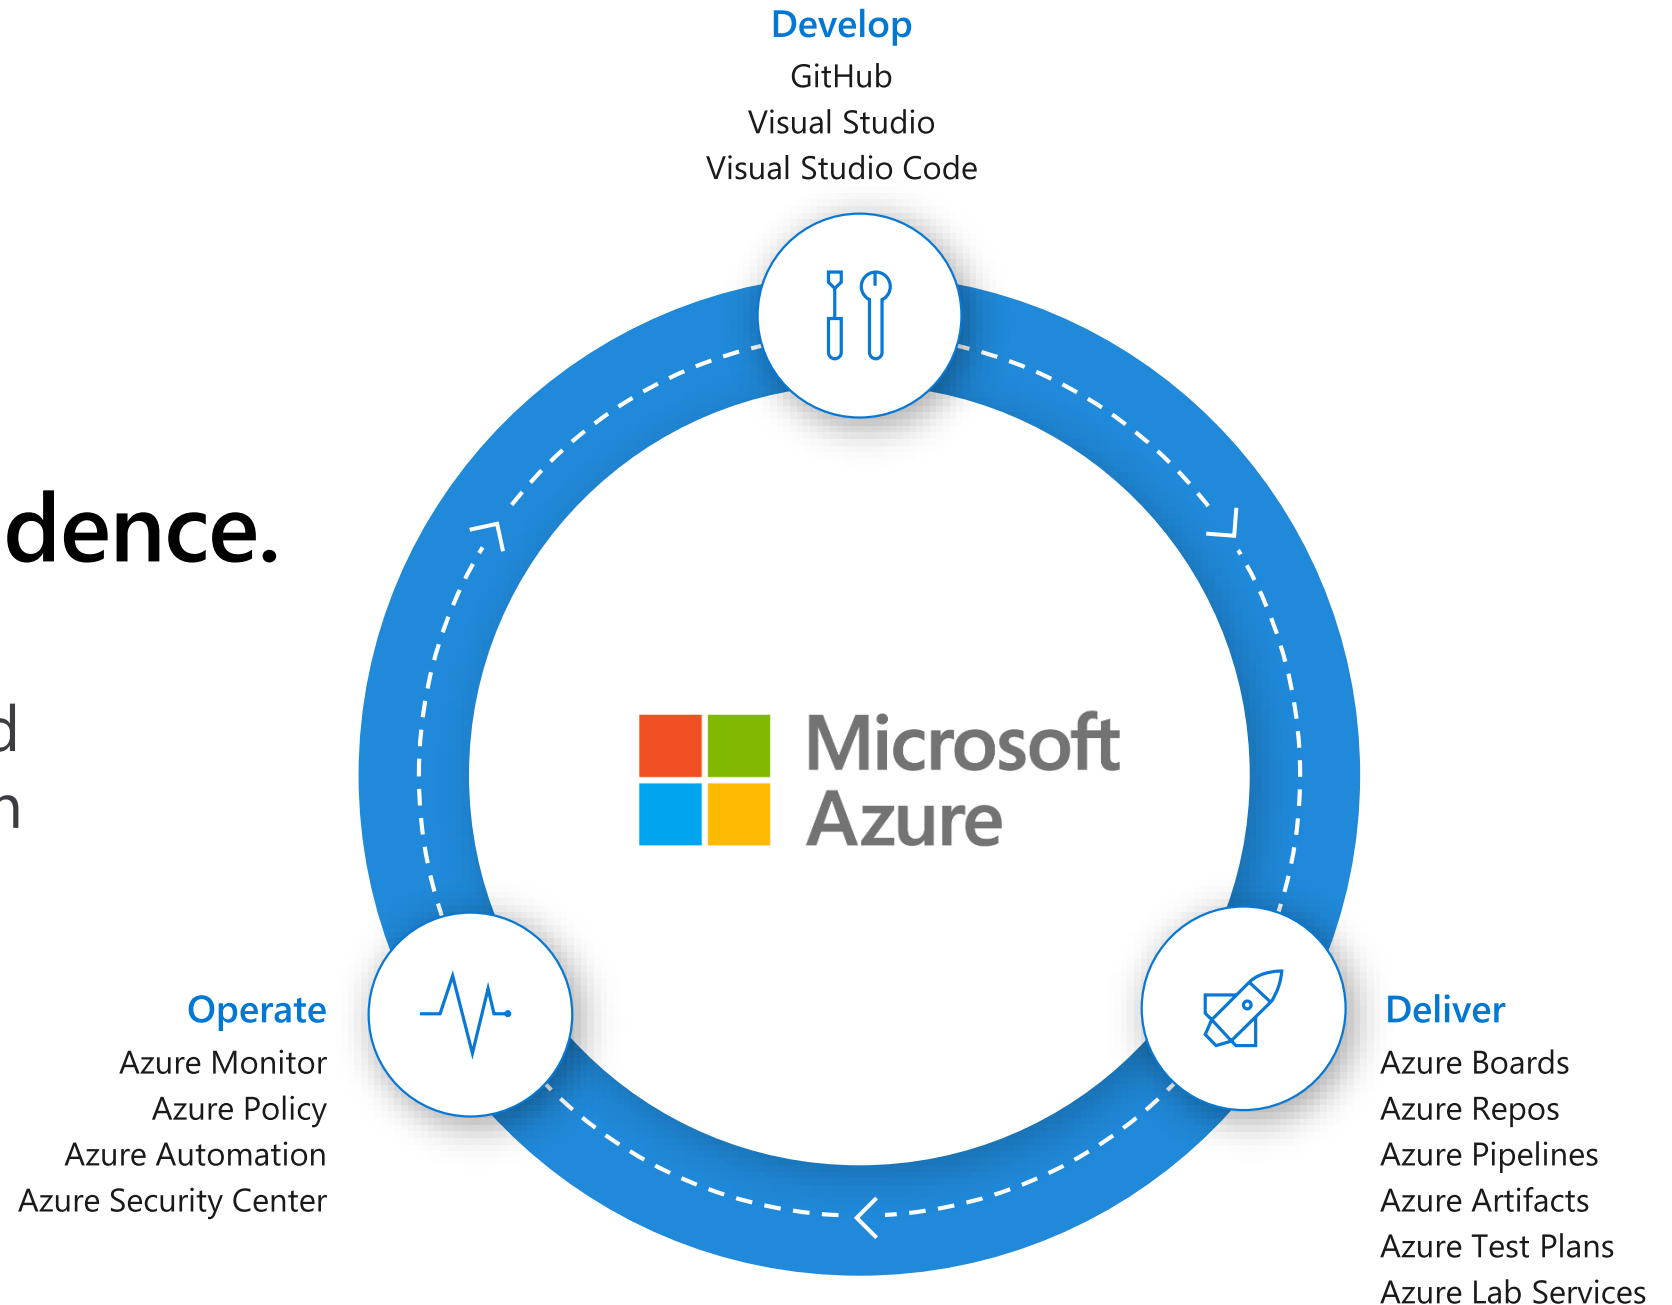 Develop
GitHub
Visual Studio
Visual Studio Code
dence.
d
Microsoft
Azure
Operate
Azure Monitor
Azure Policy
Azure Automation
Azure Security Center
Deliver
Azure Boards
Azure Repos
Azure Pipelines
Azure Artifacts
Azure Test Plans
Azure Lab Services